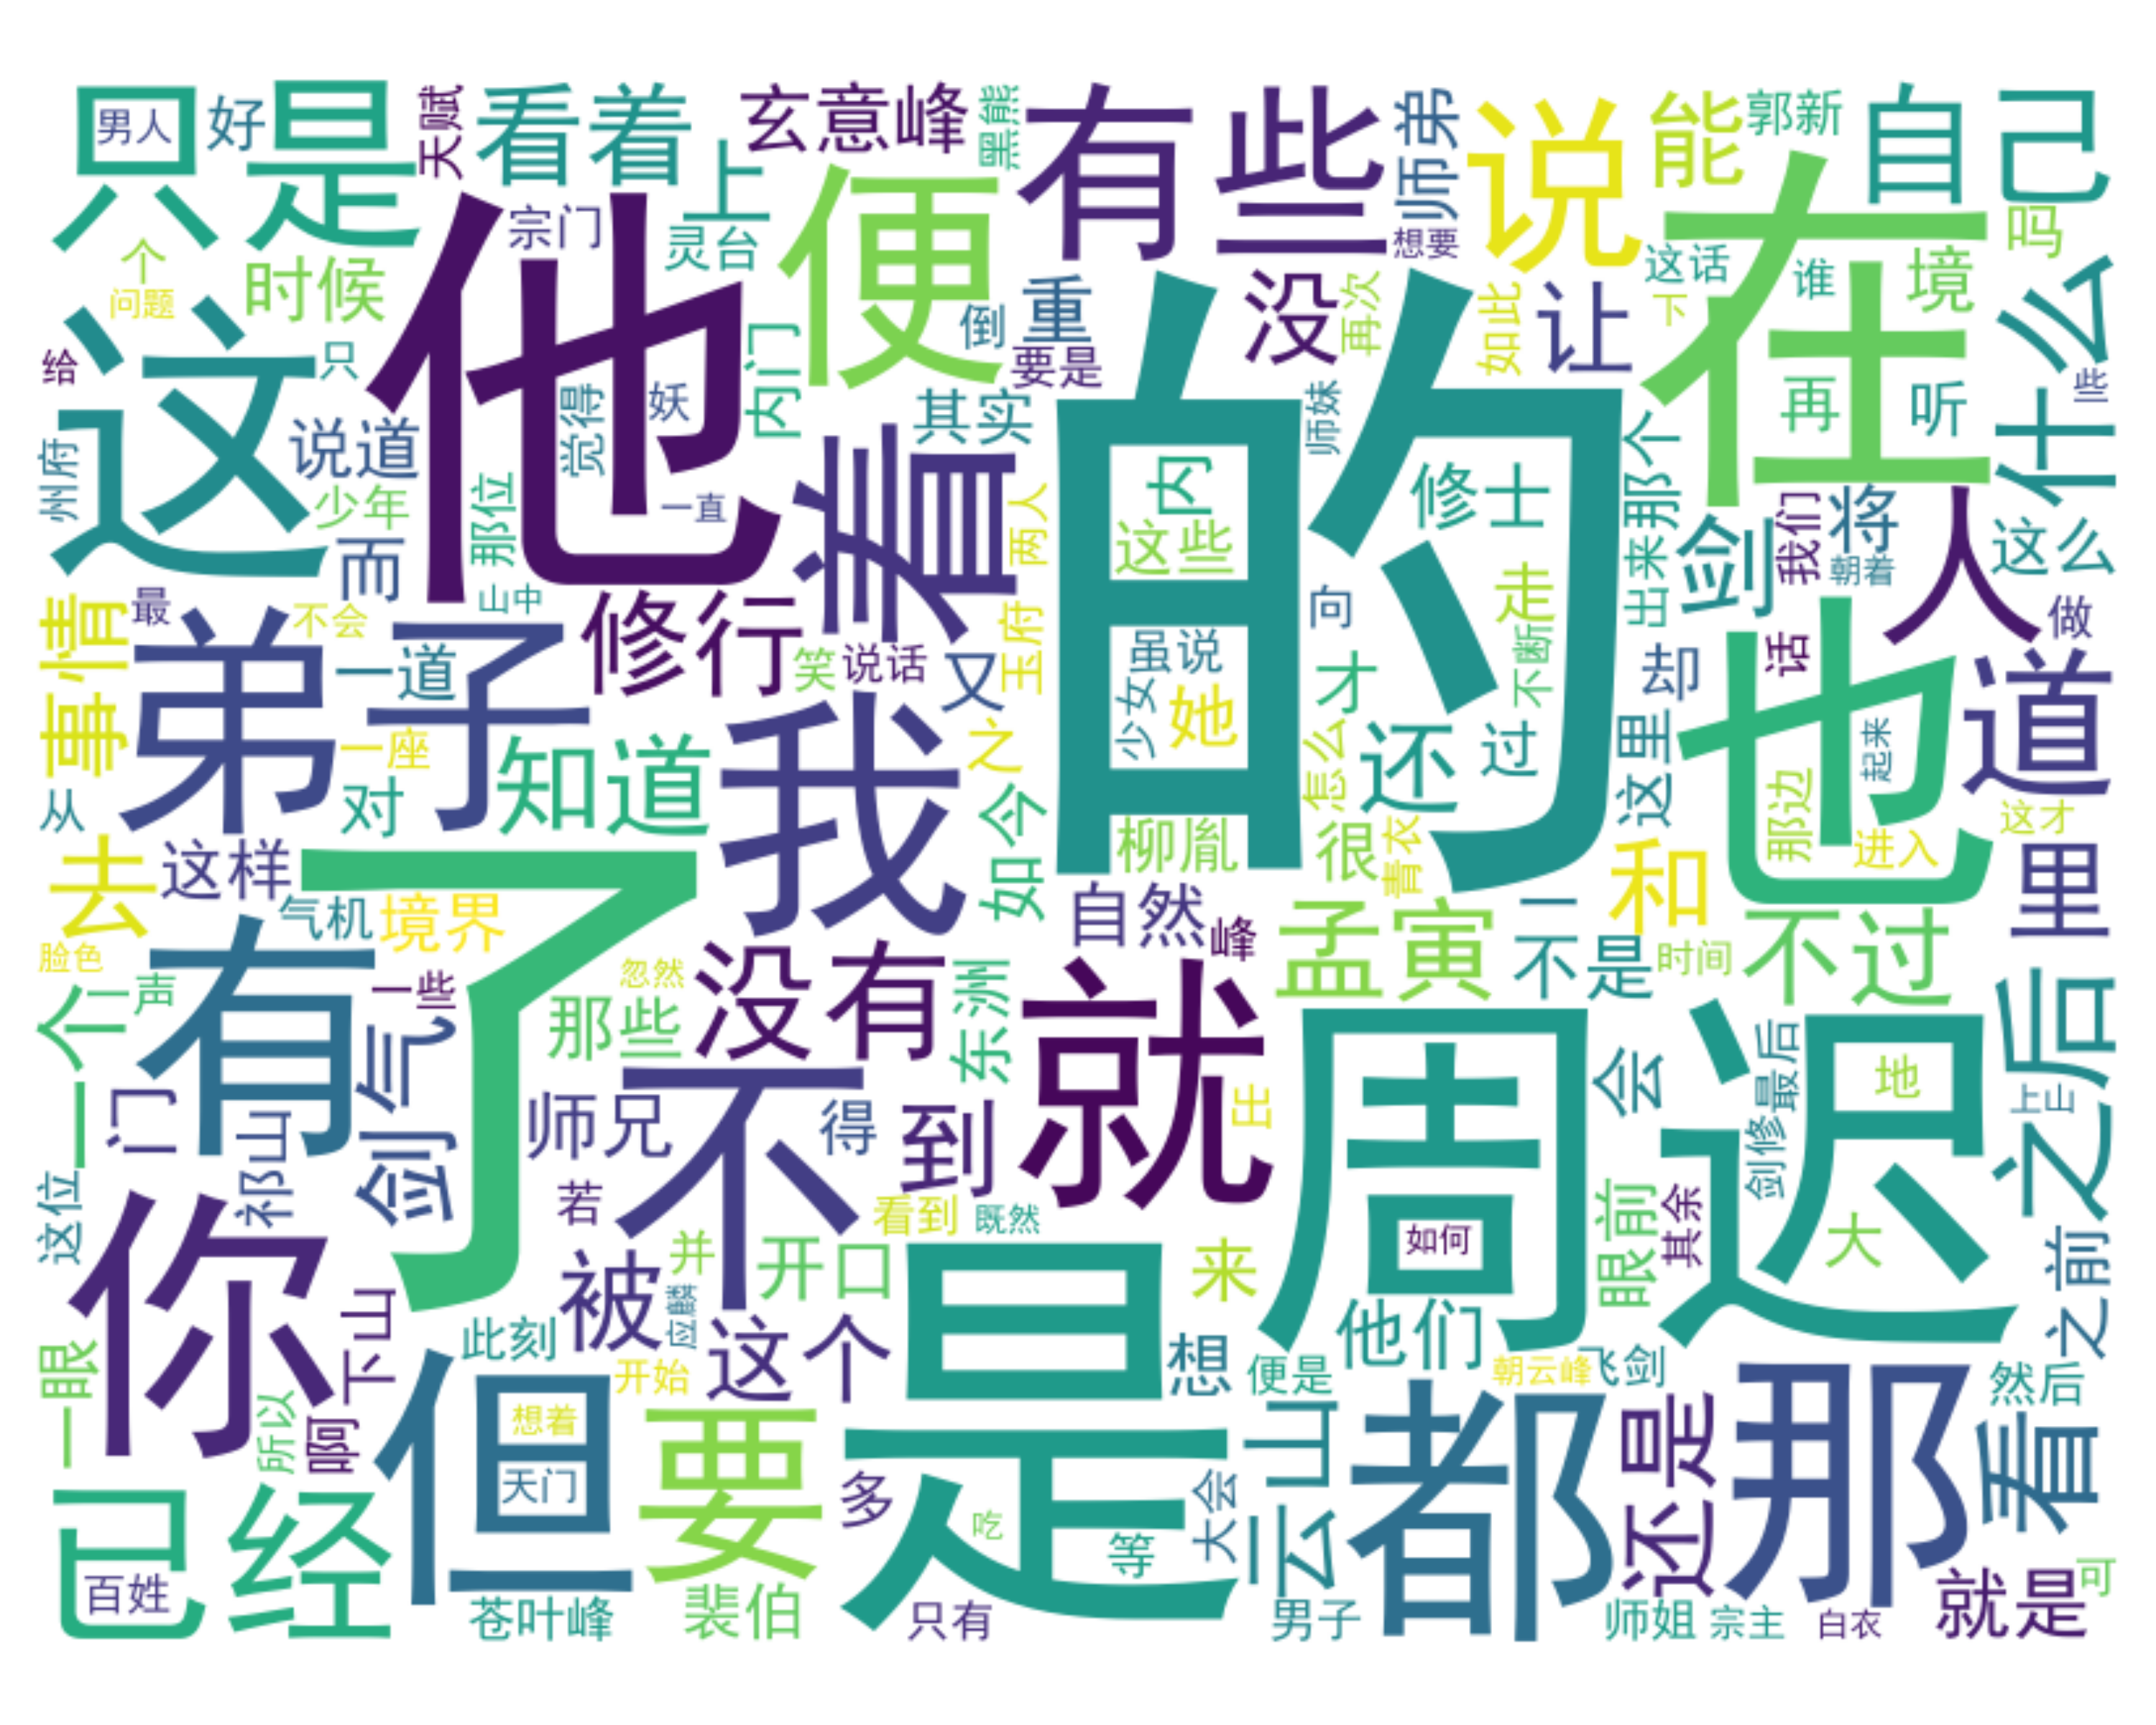 只是
男人
好
天赋
看着
玄意峰
黑熊
有些
师弟
说
能
郭新
自己
个
问题
时候
宗门
上
灵台
便
想要
在
这话
谁
境
吗
什么
这
给
只
他
觉得
妖
内门
倒
重
要是
没
再次
如此
让
下
再
听
些
州府
说道
少年
那位
一直
着
其实
的
师妹
内
这些
修士
那个
我们
将
人
这么
而
山中
两人
向
走
出来
剑
朝着
事情
最
弟子
不会
一道
修行
笑
说话
又
玉府
虽说
少女
她
才
不断
却
话
也
做
道
从
一座
对
知道
我
之
如今
柳胤
怎么
还
过
很
青衣
这里
那边
起来
进入
这才
去
这样
了
气机
境界
自然
峰
孟寅
二
不是
和
时间
不过
里
脸色
一个
声
有
一些
剑气
忽然
那些
没有
东洲
就
周迟
会
最后
地
之后
上山
门
祁山
师兄
不
得
到
出
剑修
这位
你
若
看到
既然
如何
眼前
其余
大
之前
下山
被
并
开口
是
来
他们
一眼
所以
啊
此刻
应麟
这个
开始
想
便是
朝云峰
飞剑
然后
但
想着
天门
要
多
吃
等
大会
云山
都
还是
那
看
已经
百姓
苍叶峰
裴伯
只有
男子
师姐
宗主
白衣
就是
可